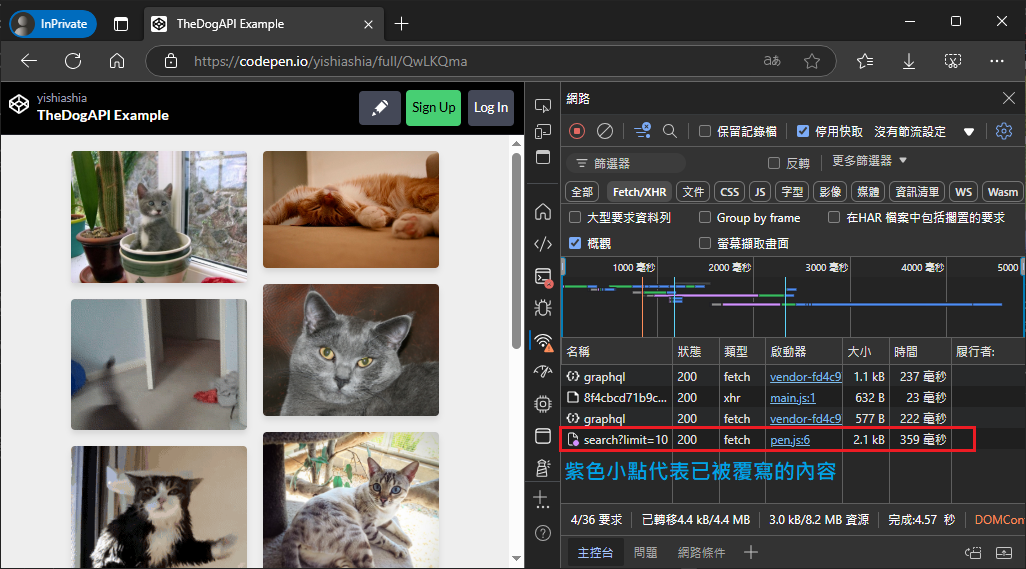 InPrivate
TheDogAPI Example
https://codepen.io/yishiashia/full/QwLKQma
aあ
yishiashia
TheDogAPI Example
Sign Up
Log In
網路
保留記錄檔
停用快取
沒有節流設定
篩選器
反轉
更多篩選器
全部
Fetch/XHR
文件
CSS
JS
字型
影像
媒體
資訊清單
WS
Wasm
大型要求資料列
Group by frame
在HAR 檔案中包括擱置的要求
概觀
螢幕擷取畫面
1000 毫秒
2000 毫秒
3000 毫秒
4000 毫秒
5000
名稱 狀態 類型 啟動器 大小 時間 履行者:
graphql 200 fetch vendor-fd4c9 1.1 kB 237 毫秒
8f4cbcd71b9c... 200 xhr main.js:1 632 B 23 毫秒
graphql 200 fetch vendor-fd4c9 577 B 222 毫秒
search?limit=10 200 fetch pen.js:6 2.1 kB 359 毫秒
紫色小點代表已被覆寫的內容
4/36 要求
已轉移4.4 kB/4.4 MB
3.0 kB/8.2 MB 資源
完成:4.57 秒
DOMCon
主控台
問題
網路條件